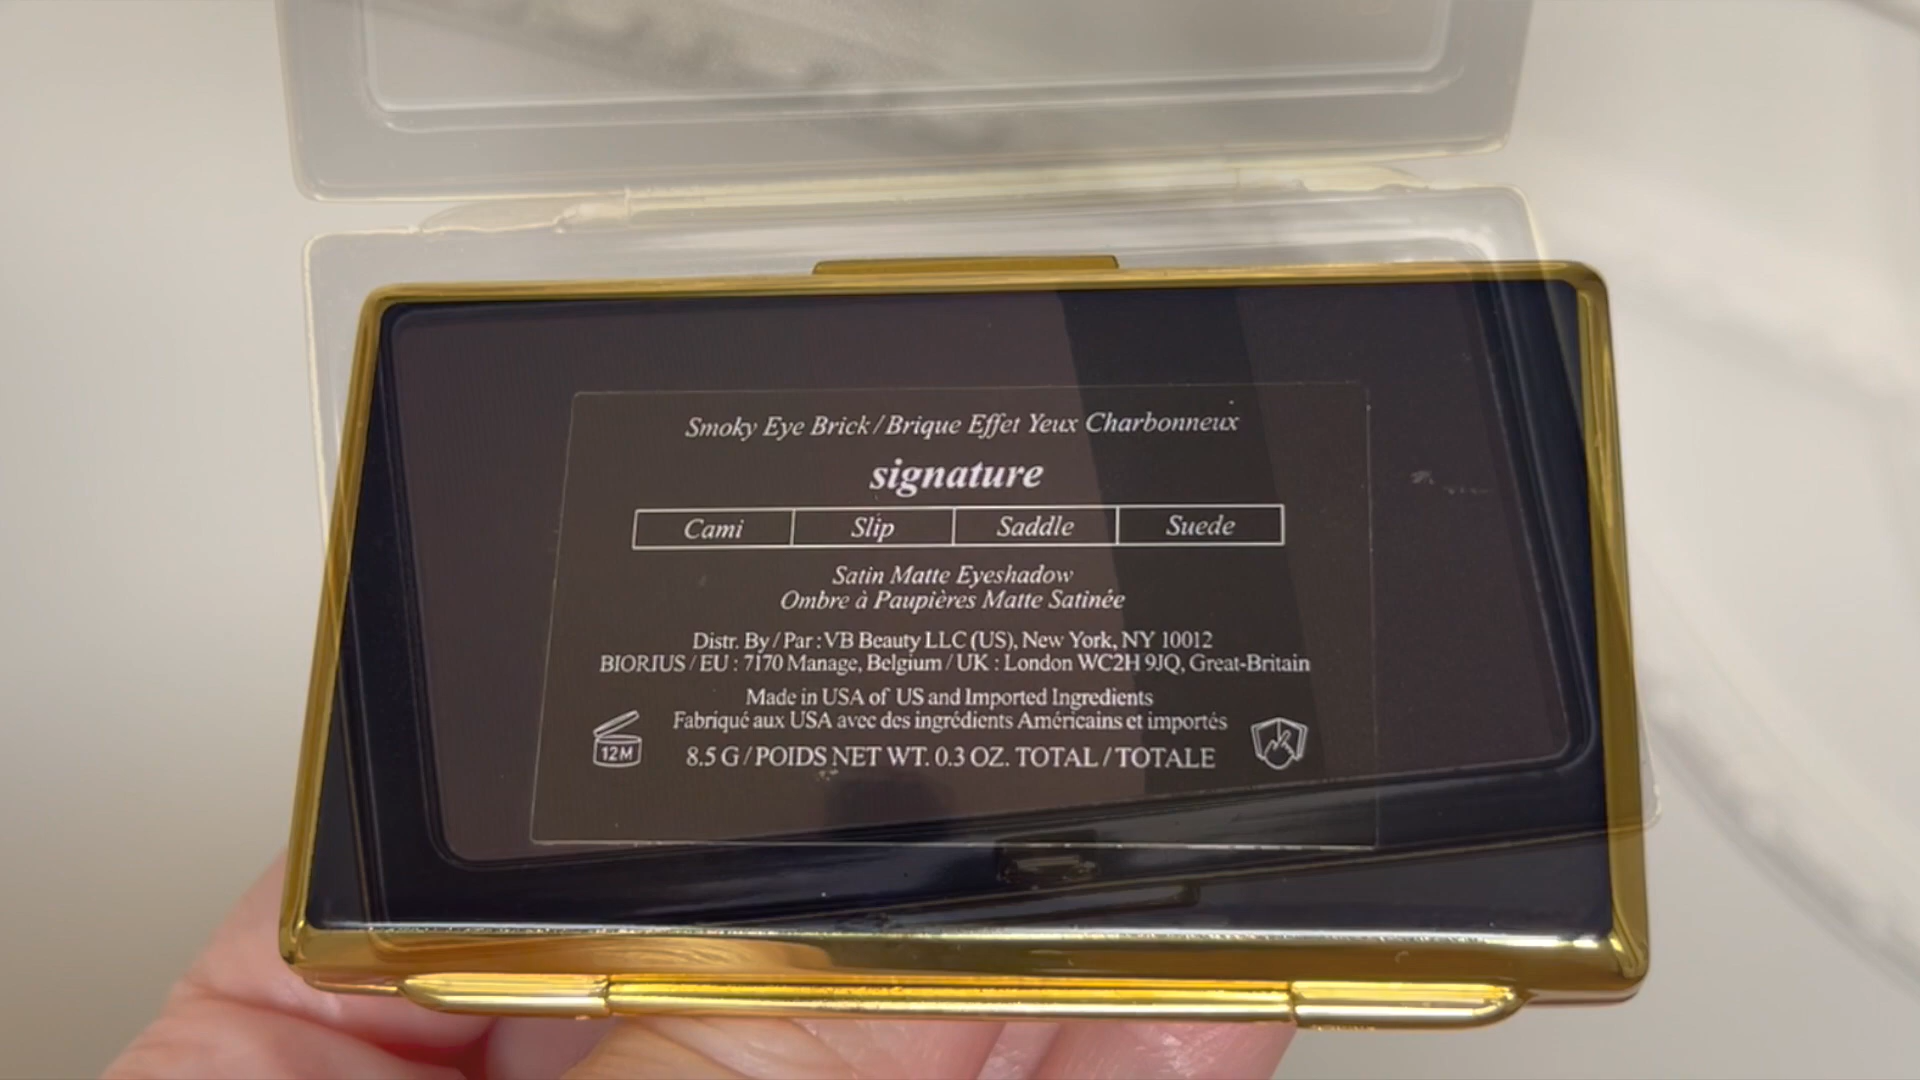 Smoky Eye Brick / Brique Effet Yeux Charbonneux
signature
Cami Slip Saddle Suede
Satin Matte Eyeshadow
Ombre à Paupières Matte Satinée
Distr. By / Par : VB Beauty LLC (US), New York, NY 10012
BIORIUS / EU : 7170 Manage, Belgium / UK : London WC2H 9JQ, Great-Britain
Made in USA of US and Imported Ingredients
Fabriqué aux USA avec des ingrédients Américains et importés
12M
8.5 G / POIDS NET WT. 0.3 OZ. TOTAL / TOTALE